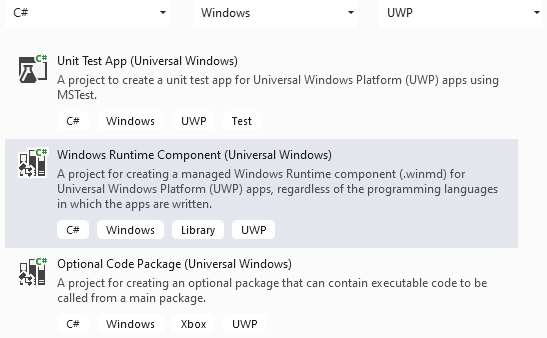 C# Windows UWP
C#
Unit Test App (Universal Windows)
A project to create a unit test app for Universal Windows Platform (UWP) apps using
MSTest.
C# Windows UWP Test
C#
Windows Runtime Component (Universal Windows)
A project for creating a managed Windows Runtime component (.winmd) for
Universal Windows Platform (UWP) apps, regardless of the programming languages
in which the apps are written.
C# Windows Library UWP
C#
Optional Code Package (Universal Windows)
A project for creating an optional package that can contain executable code to be
called from a main package.
C# Windows Xbox UWP